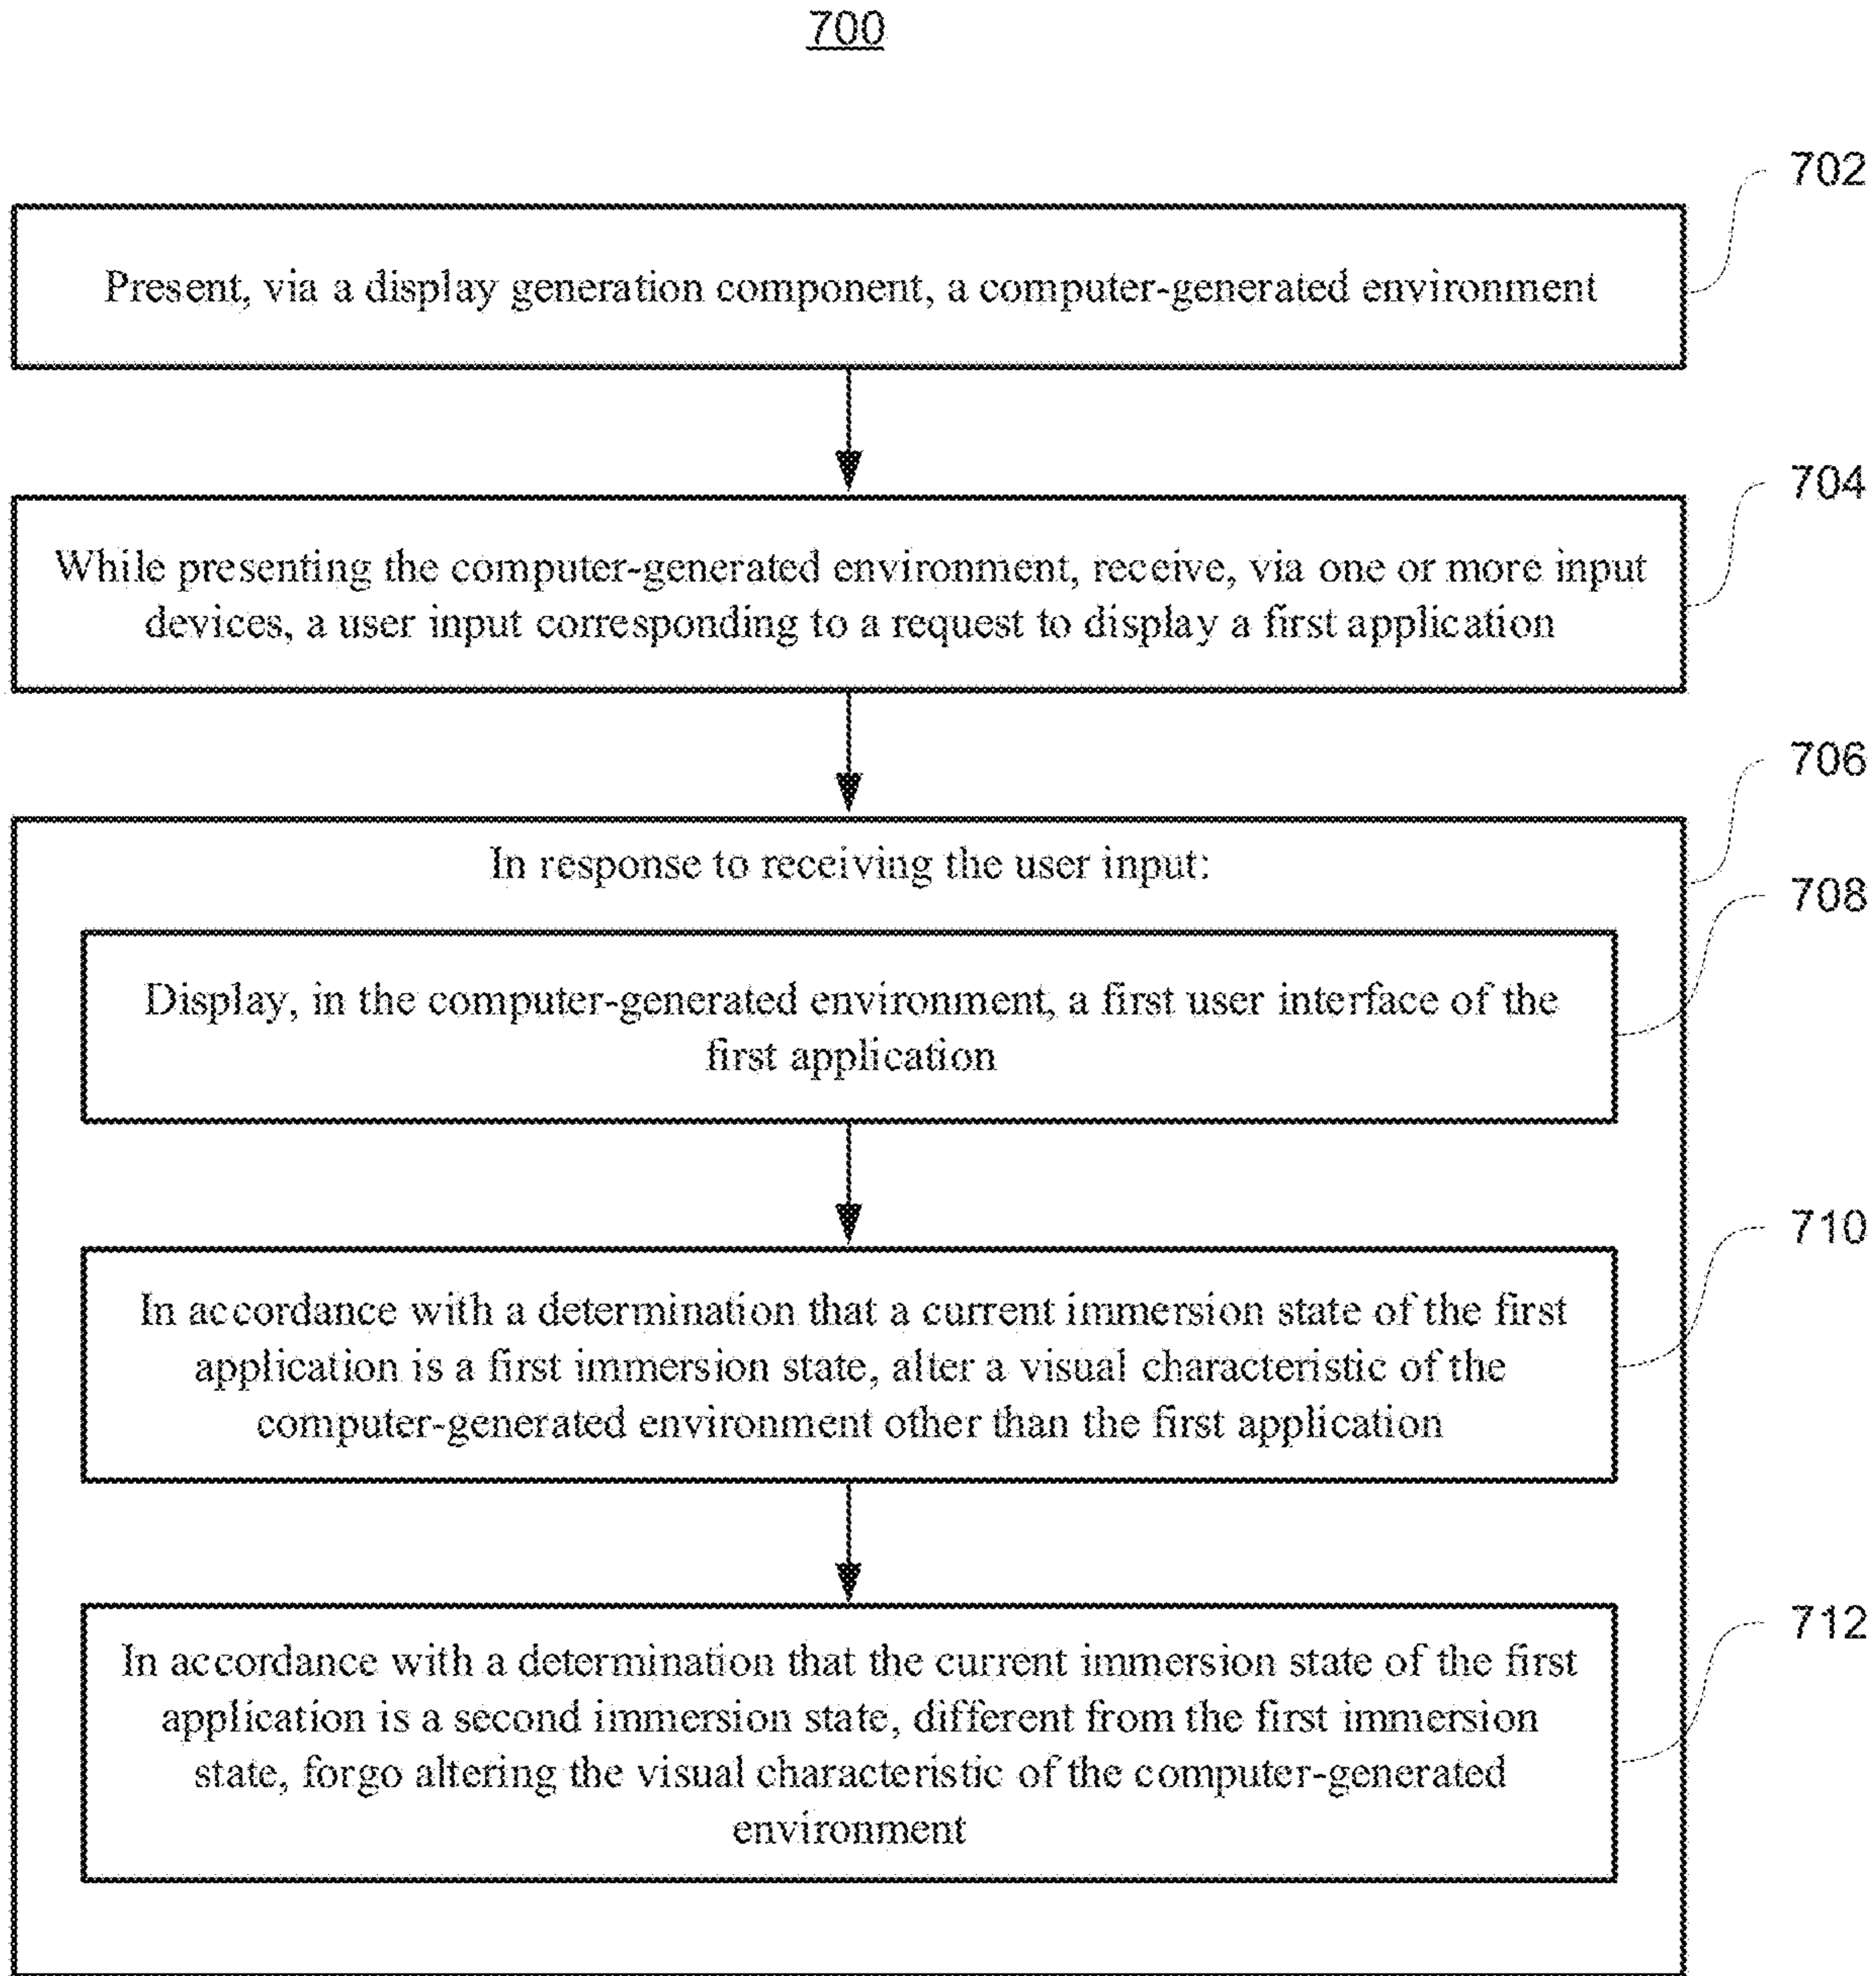 700
702
Present, via a display generation component, a computer-generated environment
704
While presenting the computer-generated environment, receive, via one or more input
devices, a user input corresponding to a request to display a first application
706
In response to receiving the user input:
708
Display, in the computer-generated environment, a first user interface of the
first application
710
In accordance with a determination that a current immersion state of the first
application is a first immersion state, alter a visual characteristic of the
computer-generated environment other than the first application
712
In accordance with a determination that the current immersion state of the first
application is a second immersion state, different from the first immersion
state, forgo altering the visual characteristic of the computer-generated
environment